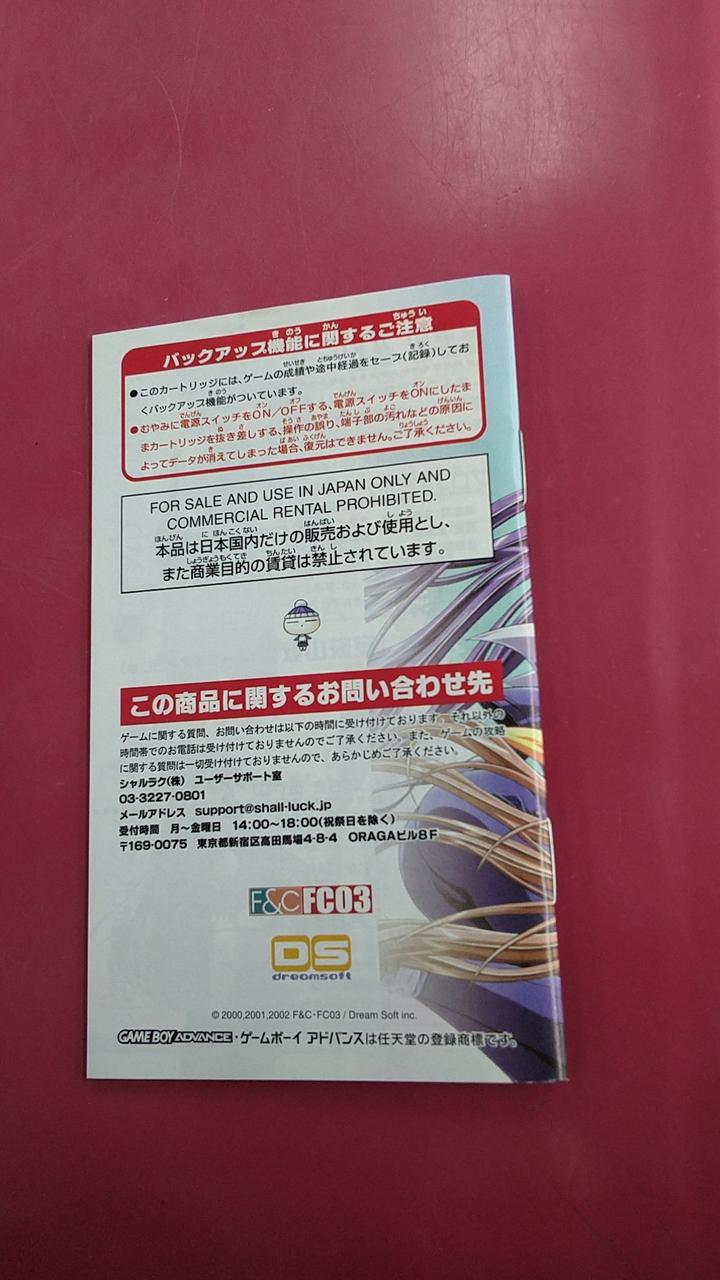 バックアップ機能に関するご注意
●このカートリッジには、ゲームの成績や途中経過をセーブ(記録)してお
くバックアップ機能がついています。
●むやみに電源スイッチをON/OFFする、電源スイッチをONにしたま
まカートリッジを抜き差しする、操作の誤り、端子部の汚れなどの原因に
よってデータが消えてしまった場合、復元はできません。ご了承ください。
FOR SALE AND USE IN JAPAN ONLY AND
COMMERCIAL RENTAL PROHIBITED.
本品は日本国内だけの販売および使用とし、
また商業目的の賃貸は禁止されています。
この商品に関するお問い合わせ先
ゲームに関する質問、お問い合わせは以下の時間に受け付けております。それ以外の
時間帯でのお電話は受け付けておりませんのでご了承ください。また、ゲームの攻略
に関する質問は一切受け付けておりませんので、あらかじめご了承ください。
シャルラク(株) ユーザーサポート室
03-3227-0801
メールアドレス support@shall-luck.jp
受付時間 月〜金曜日 14:00〜18:00(祝祭日を除く)
〒169-0075 東京都新宿区高田馬場4-8-4 ORAGAビル8F
F&C FC03
DS
dreamsoft
© 2000,2001,2002 F&C・FC03 / Dream Soft inc.
GAME BOY ADVANCE・ゲームボーイ アドバンスは任天堂の登録商標です。